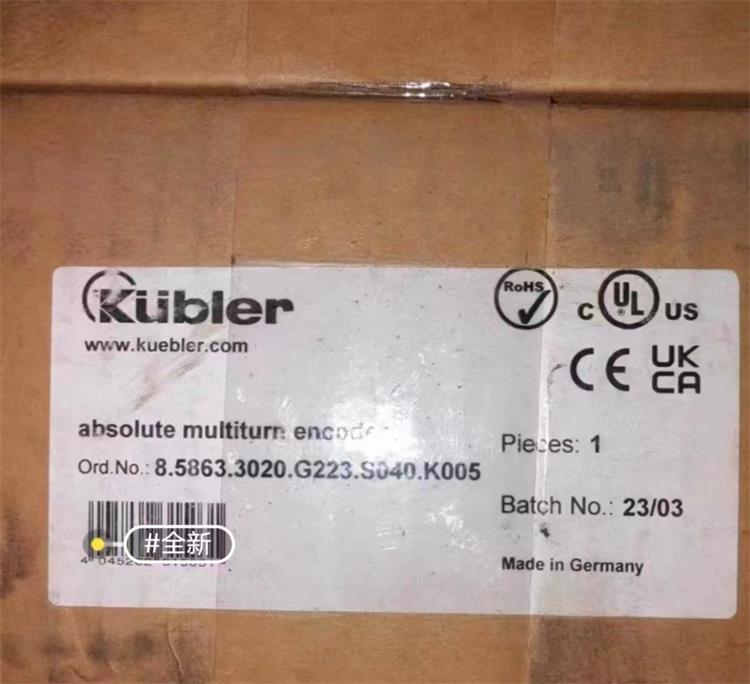 Kübler
www.kuebler.com
RoHS
C UL US
CE UK CA
absolute multiturn encoder
Pieces: 1
Ord.No.: 8.5863.3020.G223.S040.K005
Batch No.: 23/03
#全新
Made in Germany